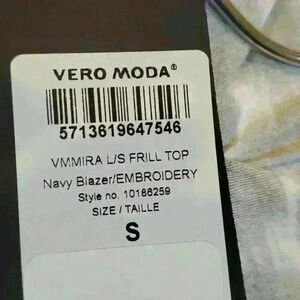 VERO MODA®
5713619647546
VMMIRA L/S FRILL TOP
Navy Blazer/EMBROIDERY
Style no. 10186259
SIZE / TAILLE
S